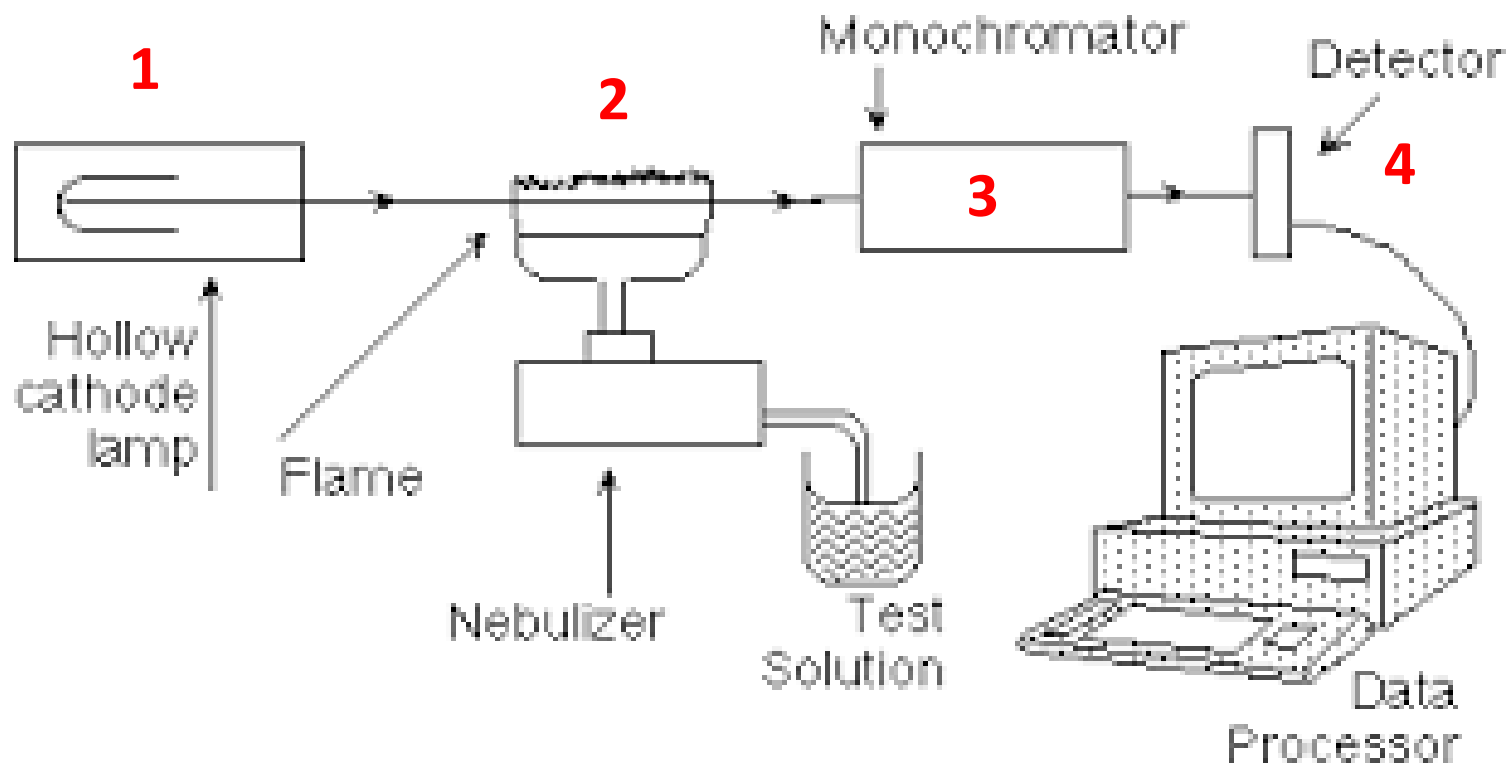 Monochromator
Detector
1
2
3
4
Hollow
cathode
lamp
Flame
Nebulizer
Test
Solution
Data
Processor